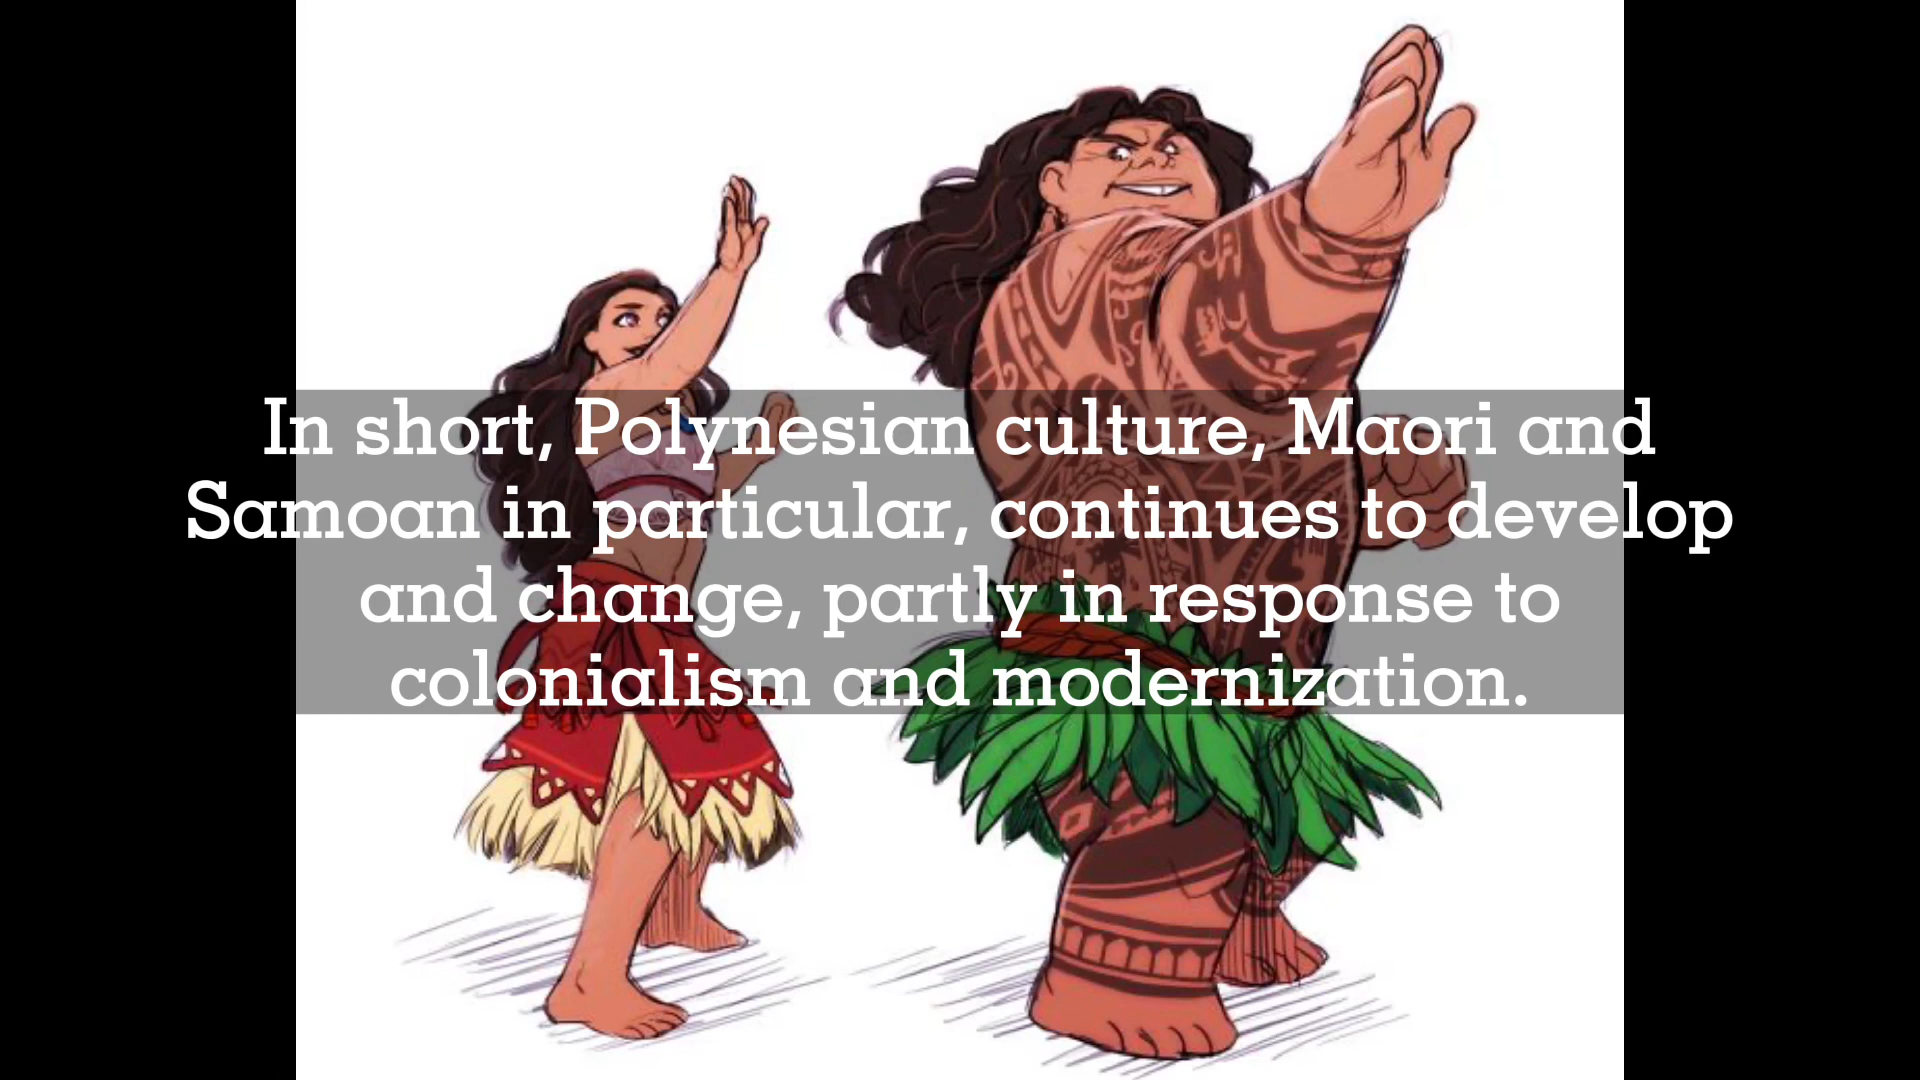 In short, Polynesian culture, Maori and
Samoan in particular, continues to develop
and change, partly in response to
colonialism and modernization.